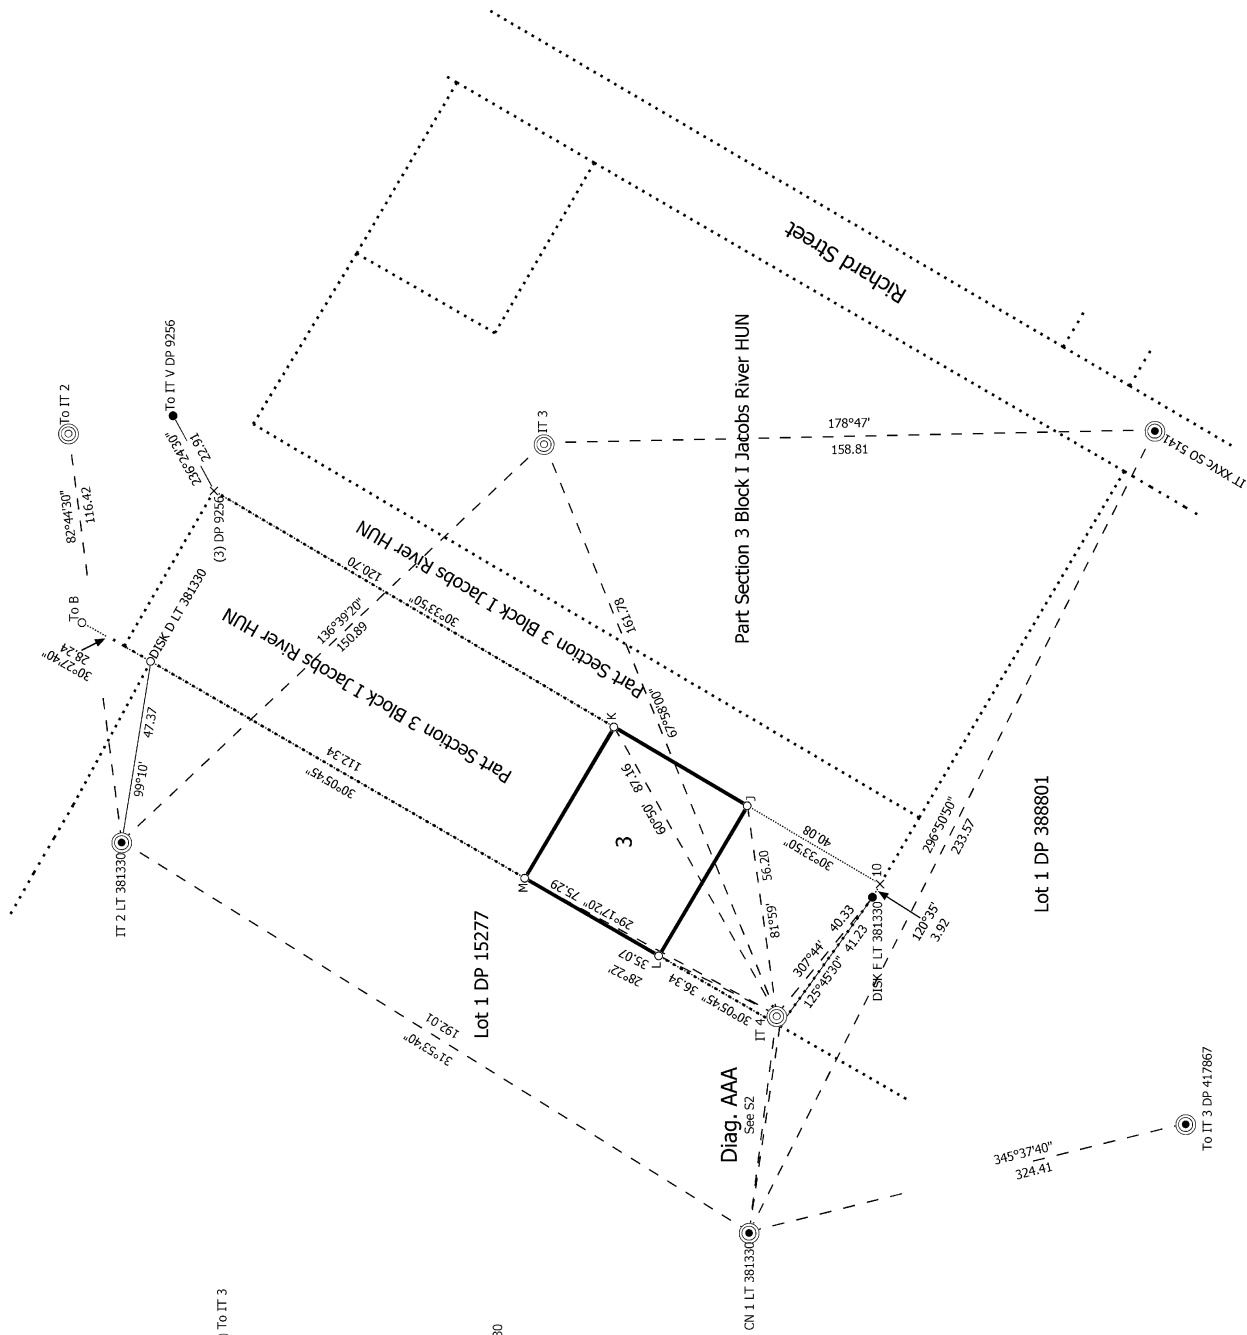 To IT 2
To IT V DP 9256
82°44'30"
116.42
236°24'30"
22.91
To B
(3) DP 9256
30°27'40"
28.24
DISK D LT 381330
99°10'
47.37
IT 2 LT 381330
Richard Street
Part Section 3 Block I Jacobs River HUN
120.70
30°33'50"
Part Section 3 Block I Jacobs River HUN
136°39'20"
150.89
IT 3
178°47'
158.81
Part Section 3 Block I Jacobs River HUN
161.78
67°58'00"
IT XXVc SO 5141
112.34
30°05'45"
K
M
3
60°50'
87.16
J
29°17'20"
75.29
L
28°22'
35.07
81°59'
56.20
30°33'50"
40.08
10
30°05'45"
36.34
IT 4
307°44'
40.33
125°45'30"
41.23
DISK F LT 381330
120°35'
3.92
296°50'50"
233.57
Lot 1 DP 15277
Lot 1 DP 388801
192.01
31°53'40"
Diag. AAA
See S2
345°37'40"
324.41
To IT 3 DP 417867
CN 1 LT 381330
To IT 3
30